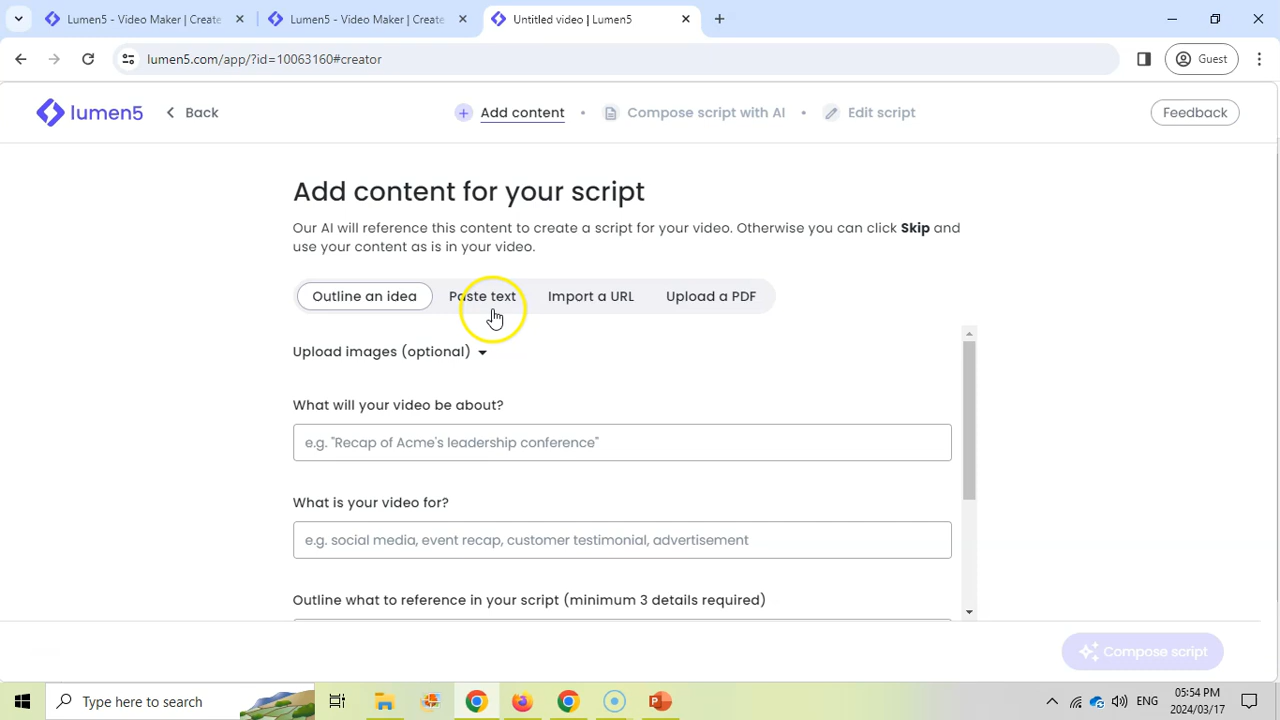 Lumen5 - Video Maker | Create
Lumen5 - Video Maker | Create
Untitled video | Lumen5
lumen5.com/app/?id=10063160#creator
Guest
lumen5
Back
Add content
Compose script with AI
Edit script
Feedback
Add content for your script
Our AI will reference this content to create a script for your video. Otherwise you can click Skip and
use your content as is in your video.
Outline an idea
Paste text
Import a URL
Upload a PDF
Upload images (optional)
What will your video be about?
e.g. "Recap of Acme's leadership conference"
What is your video for?
e.g. social media, event recap, customer testimonial, advertisement
Outline what to reference in your script (minimum 3 details required)
Compose script
Type here to search
05:54 PM
2024/03/17